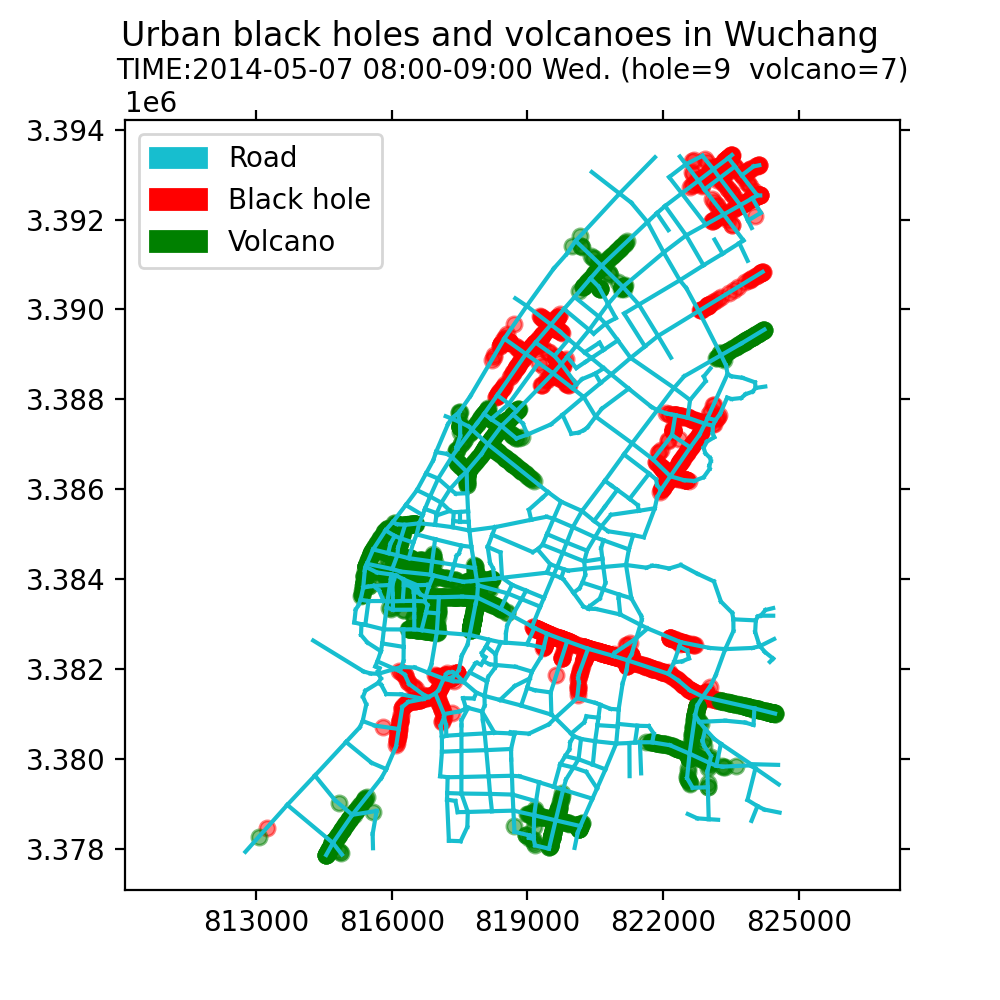 Urban black holes and volcanoes in Wuchang
TIME:2014-05-07 08:00-09:00 Wed. (hole=9  volcano=7)
1e6
3.394
3.392
3.390
3.388
3.386
3.384
3.382
3.380
3.378
Road
Black hole
Volcano
813000 816000 819000 822000 825000